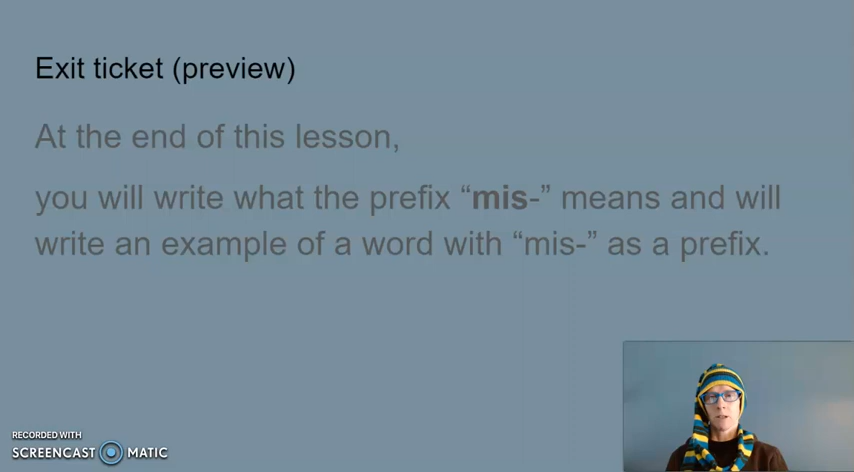 Exit ticket (preview)
At the end of this lesson,
you will write what the prefix “mis-” means and will
write an example of a word with “mis-” as a prefix.
RECORDED WITH
SCREENCAST MATIC